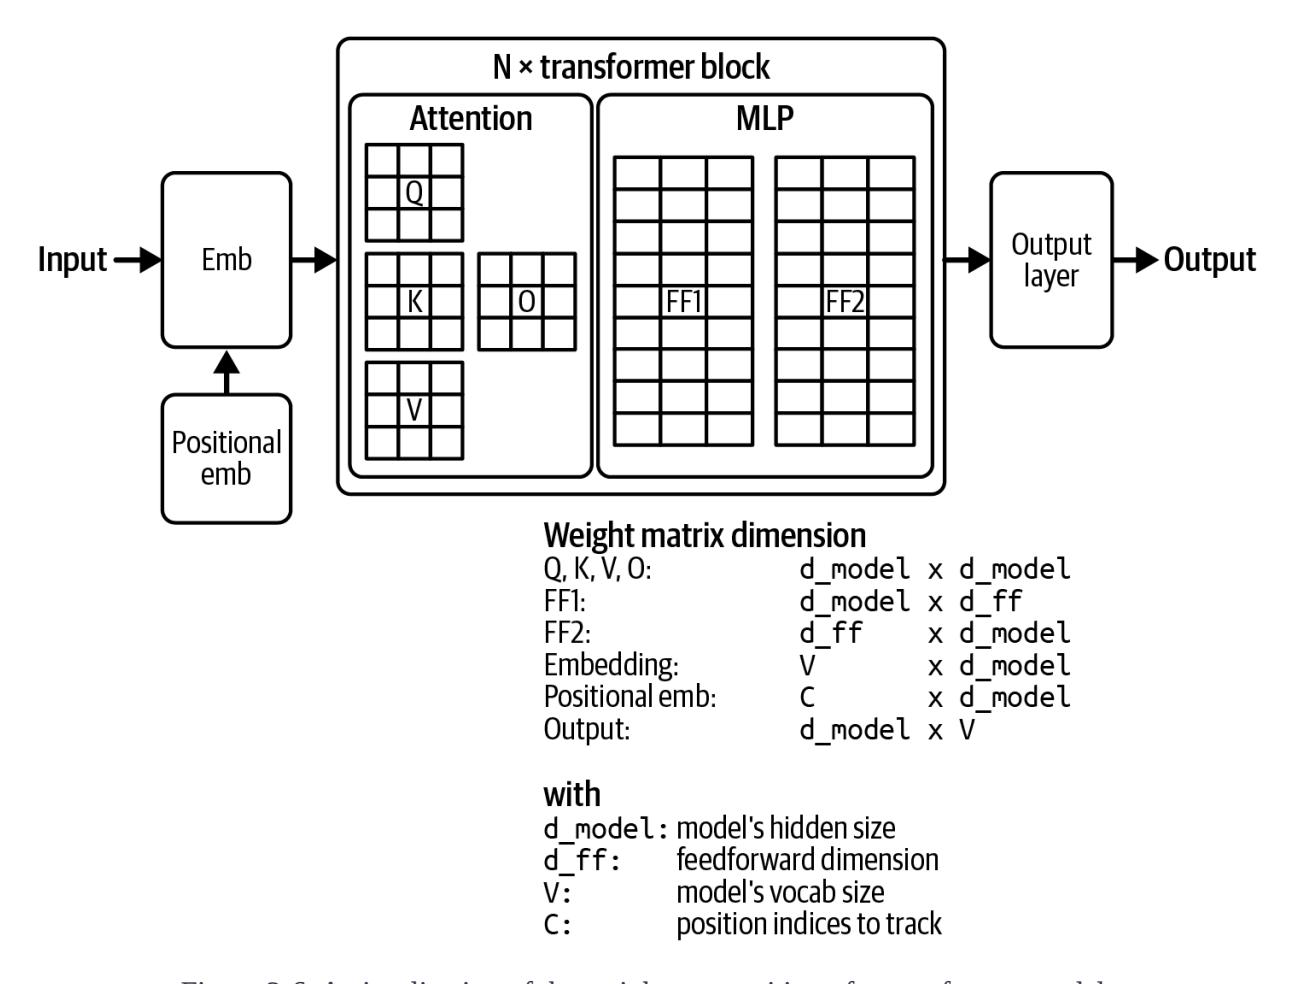 N × transformer block
Attention
MLP
Q
K
O
V
FF1
FF2
Input
Emb
Positional
emb
Output
layer
Output
Weight matrix dimension
Q, K, V, O: d_model x d_model
FF1: d_model x d_ff
FF2: d_ff x d_model
Embedding: V x d_model
Positional emb: C x d_model
Output: d_model x V
with
d_model: model's hidden size
d_ff: feedforward dimension
V: model's vocab size
C: position indices to track